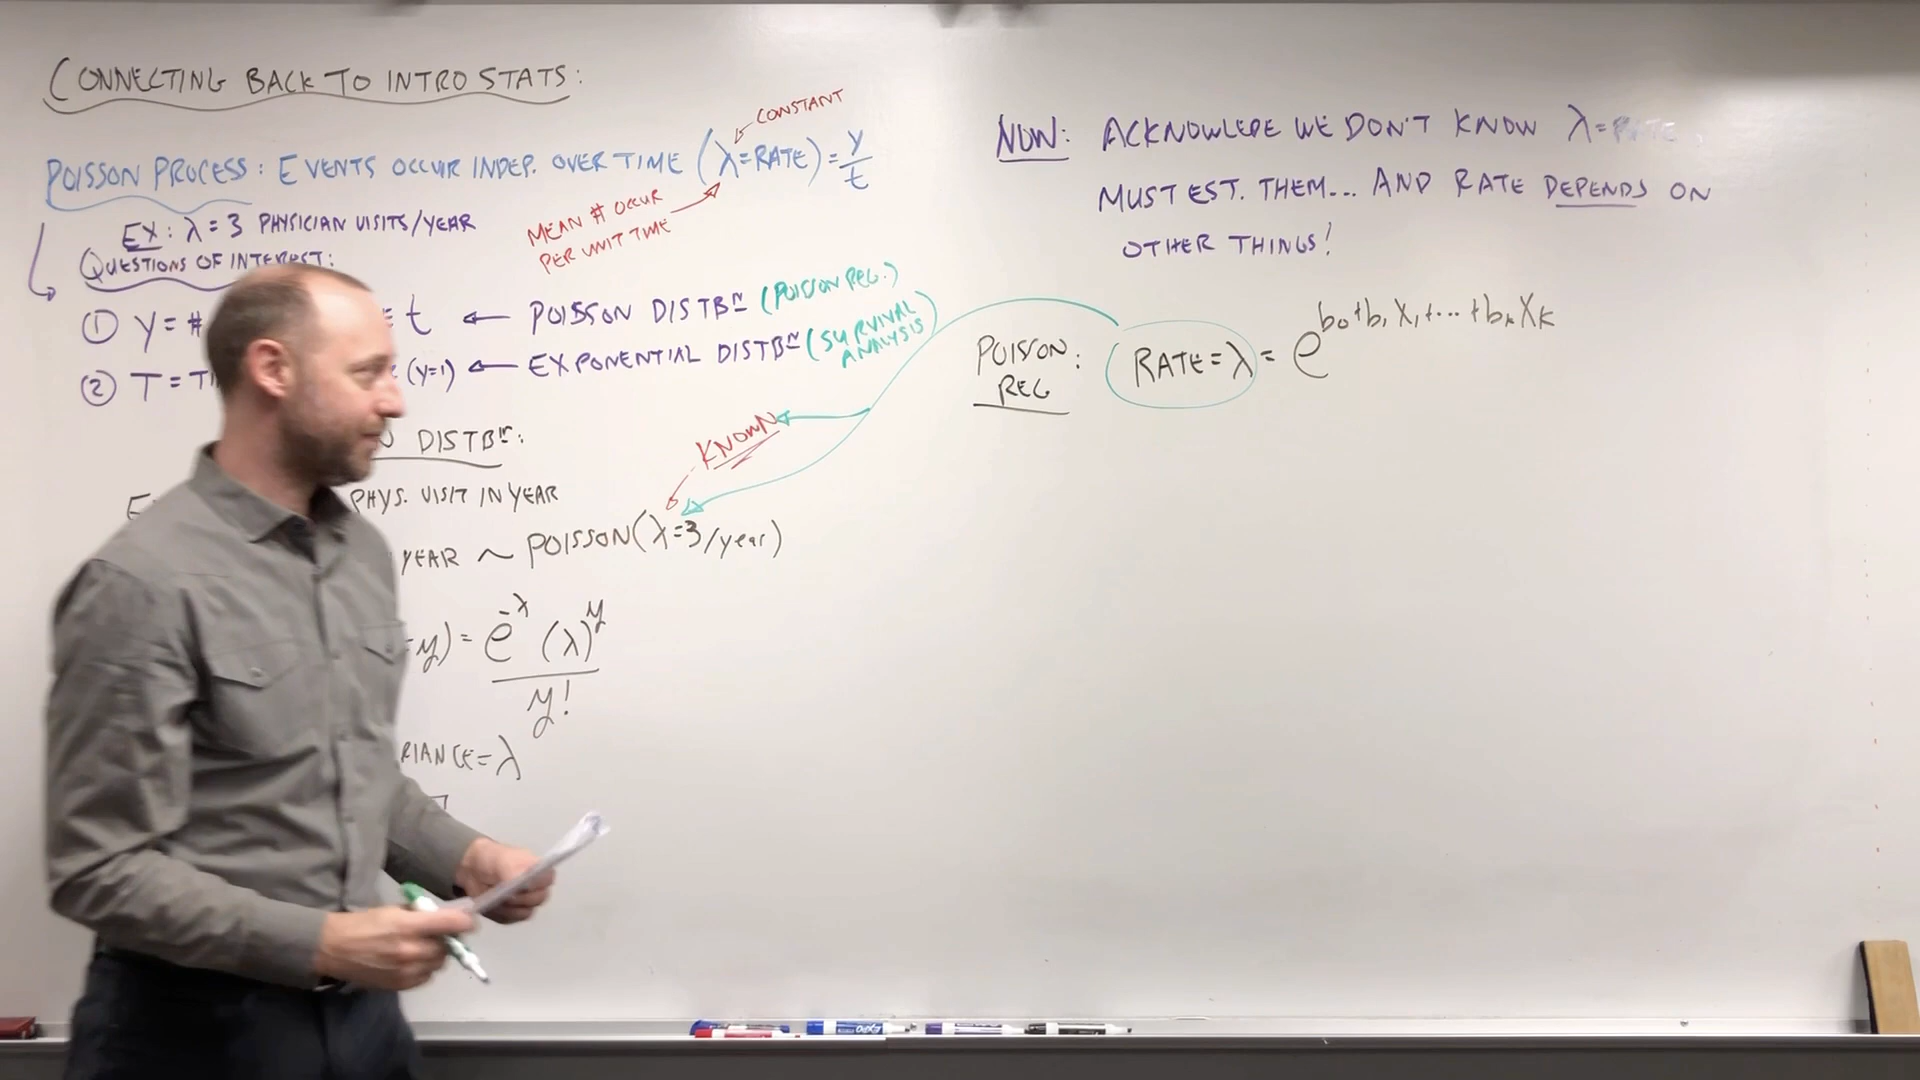 CONNECTING BACK TO INTRO STATS:
CONSTANT
POISSON PROCESS: EVENTS OCCUR INDEP. OVER TIME (λ=RATE) = y/t
MEAN # OCCUR
PER UNIT TIME
EX: λ=3 PHYSICIAN VISITS/YEAR
QUESTIONS OF INTEREST:
① Y=# t ← POISSON DISTBN (POISSON REG.)
② T= (y=1) ← EXPONENTIAL DISTBN (SURVIVAL
ANALYSIS)
DISTBN:
KNOWN
PHYS. VISIT IN YEAR
YEAR ~ POISSON(λ=3/year)
=y) = e^-λ (λ)^y / y!
RIANCE=λ
NOW: ACKNOWLEDE WE DON'T KNOW λ=RATE
MUST EST. THEM... AND RATE DEPENDS ON
OTHER THINGS!
POISSON REG: RATE=λ = e^b₀+b₁X₁+...+bₖXₖ